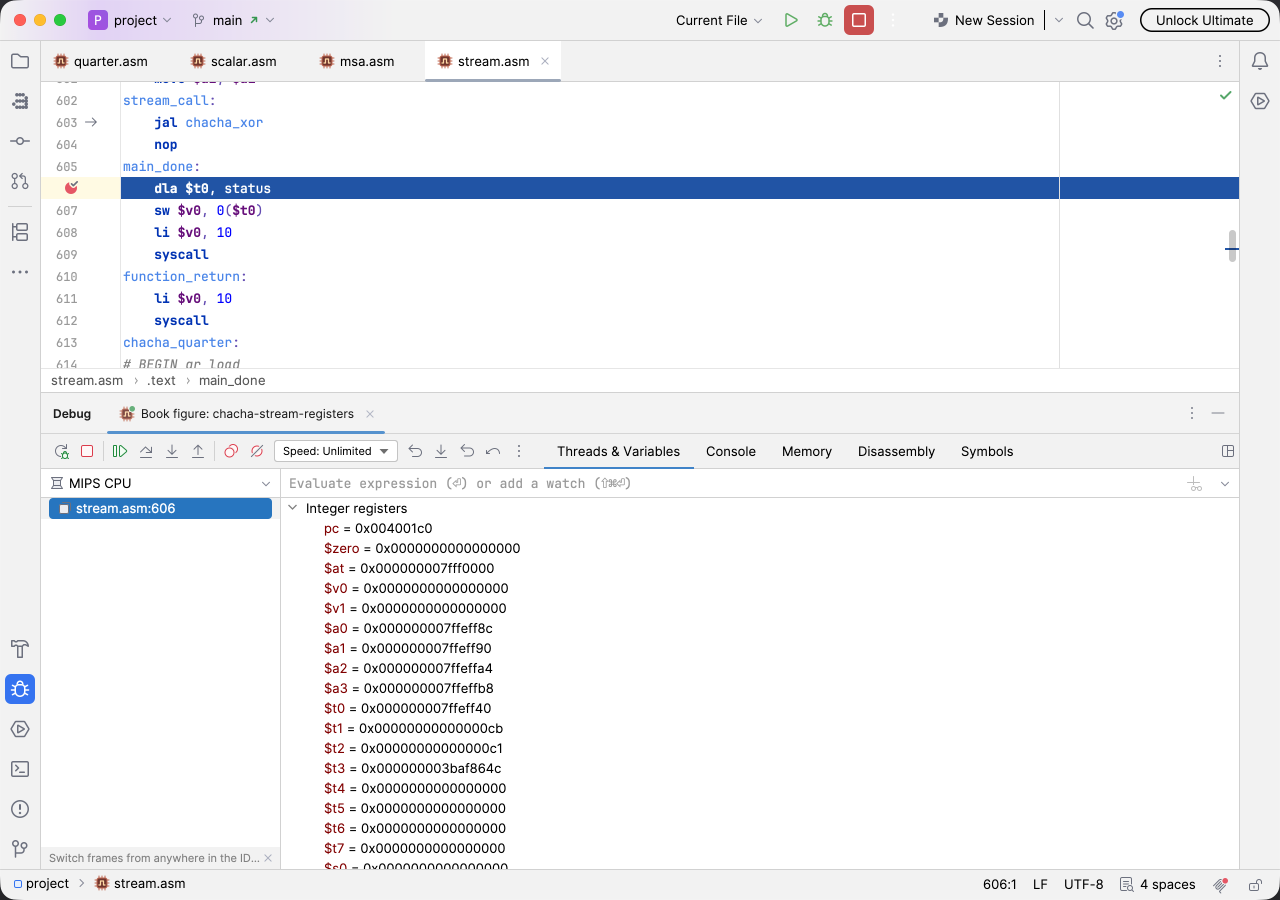 P project main Current File New Session Unlock Ultimate
quarter.asm scalar.asm msa.asm stream.asm
602 stream_call:
603 jal chacha_xor
604 nop
605 main_done:
dla $t0, status
607 sw $v0, 0($t0)
608 li $v0, 10
609 syscall
610 function_return:
611 li $v0, 10
612 syscall
613 chacha_quarter:
614 # BEGIN qr load
stream.asm › .text › main_done
Debug Book figure: chacha-stream-registers
Speed: Unlimited Threads & Variables Console Memory Disassembly Symbols
MIPS CPU Evaluate expression (⏎) or add a watch (⇧⌘⏎)
stream.asm:606 Integer registers
pc = 0x004001c0
$zero = 0x0000000000000000
$at = 0x000000007fff0000
$v0 = 0x0000000000000000
$v1 = 0x0000000000000000
$a0 = 0x000000007ffeff8c
$a1 = 0x000000007ffeff90
$a2 = 0x000000007ffeffa4
$a3 = 0x000000007ffeffb8
$t0 = 0x000000007ffeff40
$t1 = 0x00000000000000cb
$t2 = 0x00000000000000c1
$t3 = 0x000000003baf864c
$t4 = 0x0000000000000000
$t5 = 0x0000000000000000
$t6 = 0x0000000000000000
$t7 = 0x0000000000000000
$s0 = 0x0000000000000000
Switch frames from anywhere in the ID...
project › stream.asm 606:1 LF UTF-8 4 spaces